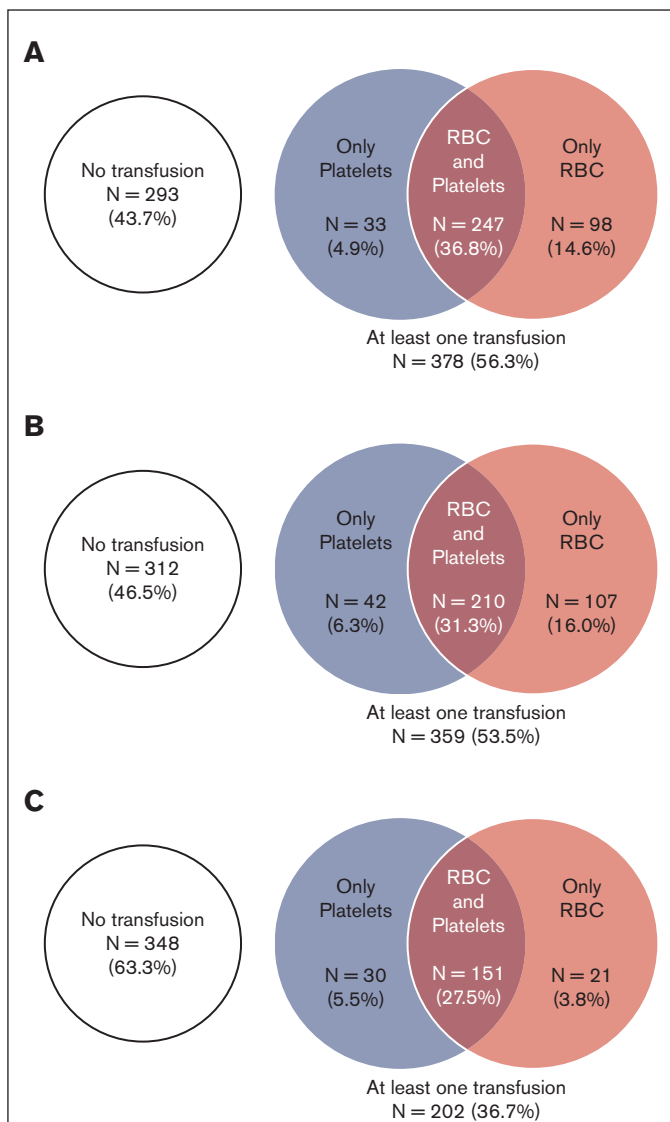 A
No transfusion
N = 293
(43.7%)
Only
Platelets
N = 33
(4.9%)
RBC
and
Platelets
N = 247
(36.8%)
Only
RBC
N = 98
(14.6%)
At least one transfusion
N = 378 (56.3%)
B
No transfusion
N = 312
(46.5%)
Only
Platelets
N = 42
(6.3%)
RBC
and
Platelets
N = 210
(31.3%)
Only
RBC
N = 107
(16.0%)
At least one transfusion
N = 359 (53.5%)
C
No transfusion
N = 348
(63.3%)
Only
Platelets
N = 30
(5.5%)
RBC
and
Platelets
N = 151
(27.5%)
Only
RBC
N = 21
(3.8%)
At least one transfusion
N = 202 (36.7%)